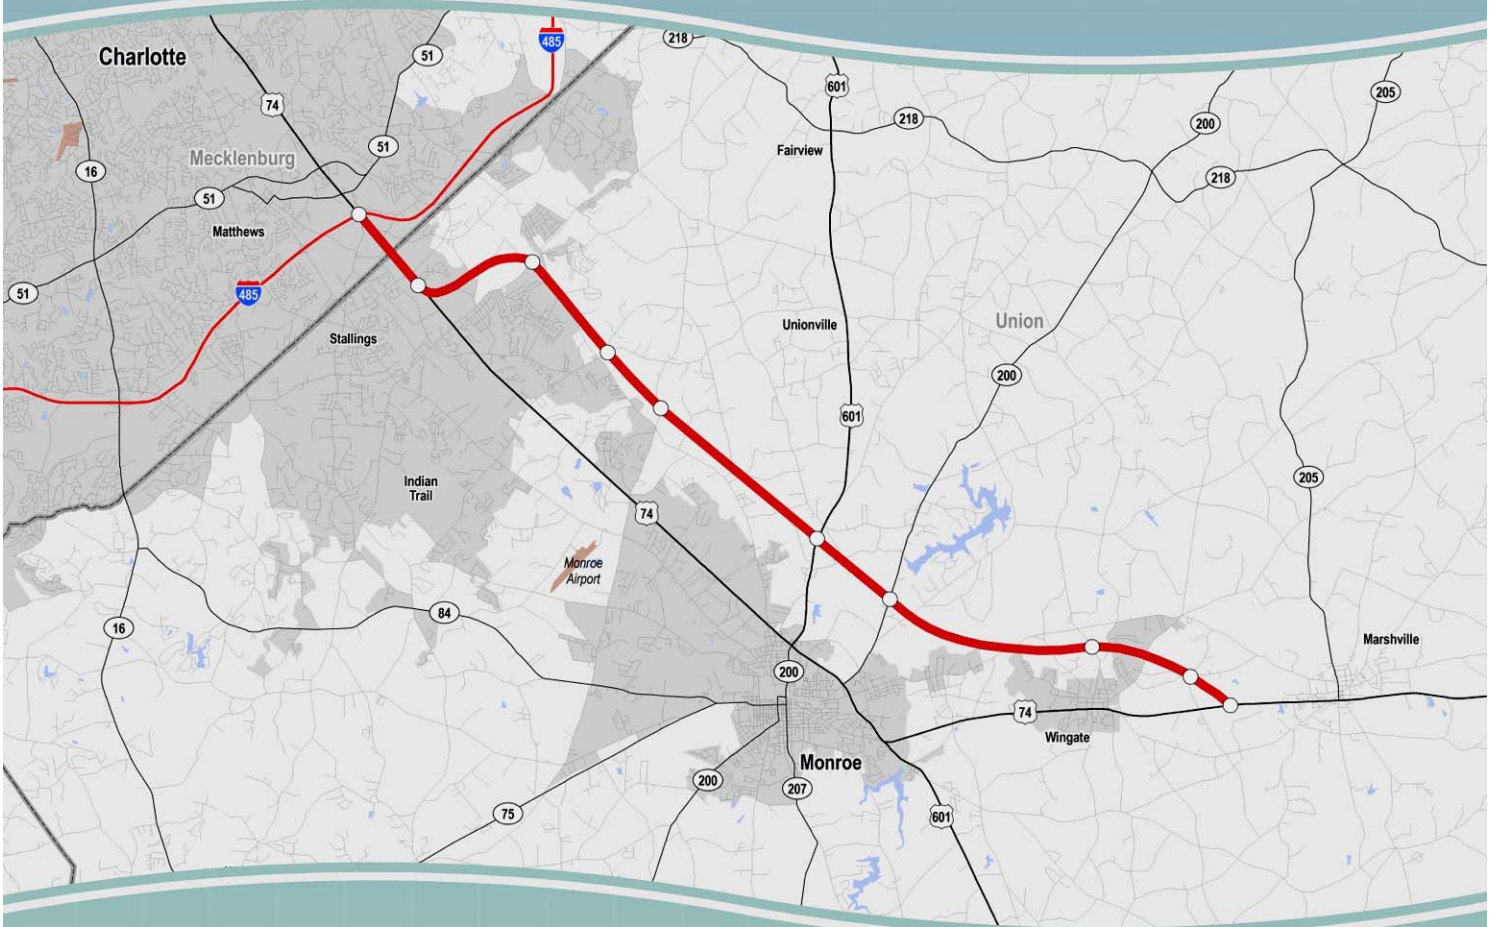 218
485
51
Charlotte
601
205
74
218
200
51
Fairview
Mecklenburg
16
218
51
Matthews
51
485
Unionville
Union
Stallings
200
601
205
Indian
Trail
74
Monroe
Airport
84
16
Marshville
200
74
Wingate
Monroe
200
207
75
601